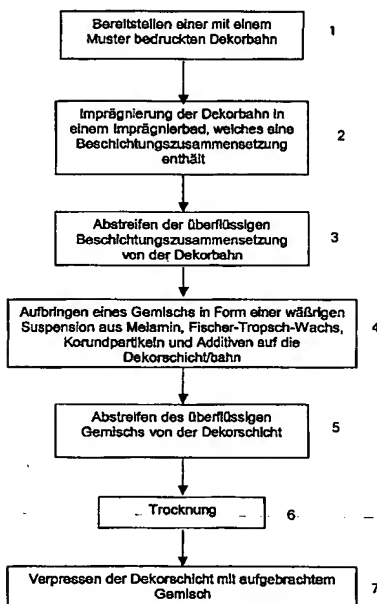 Bereitstellen einer mit einem
Muster bedruckten Dekorbahn
1
Imprägnierung der Dekorbahn in
einem Imprägnierbad, welches eine
Beschichtungszusammensetzung
enthält
2
Abstreifen der überflüssigen
Beschichtungszusammensetzung
von der Dekorbahn
3
Aufbringen eines Gemischs in Form einer wäßrigen
Suspension aus Melamin, Fischer-Tropsch-Wachs,
Korundpartikeln und Additiven auf die
Dekorschicht/bahn
4
Abstreifen des überflüssigen
Gemischs von der Dekorschicht
5
Trocknung
6
Verpressen der Dekorschicht mit aufgebrachtem
Gemisch
7